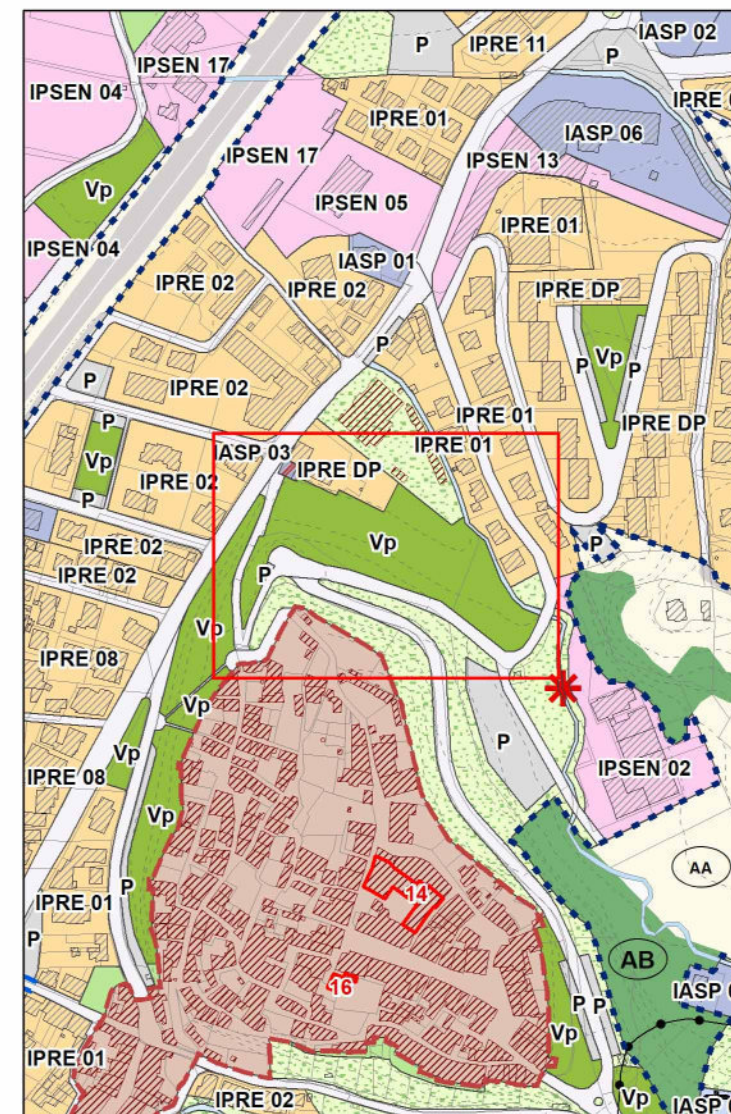 IPSEN 17
P
IPRE 11
IASP 02
P
IPSEN 04
IPRE 01
IPRE
IASP 06
IPSEN 17
IPSEN 13
Vp
IPSEN 05
IPRE 01
IPSEN 04
IASP 01
IPRE 02
IPRE 02
IPRE DP
P
Vp
P
P
P
IPRE 02
P
IPRE 01
IPRE DP
IASP 03
IPRE 01
Vp
IPRE DP
IPRE 02
P
Vp
P
IPRE 02
IPRE 02
P
Vp
IPRE 08
Vp
P
IPSEN 02
Vp
IPRE 08
Vp
AA
IPRE 01
P
14
P
AB
16
IASP
P
P
Vp
IPRE 01
IPRE 02
Vp
IASP